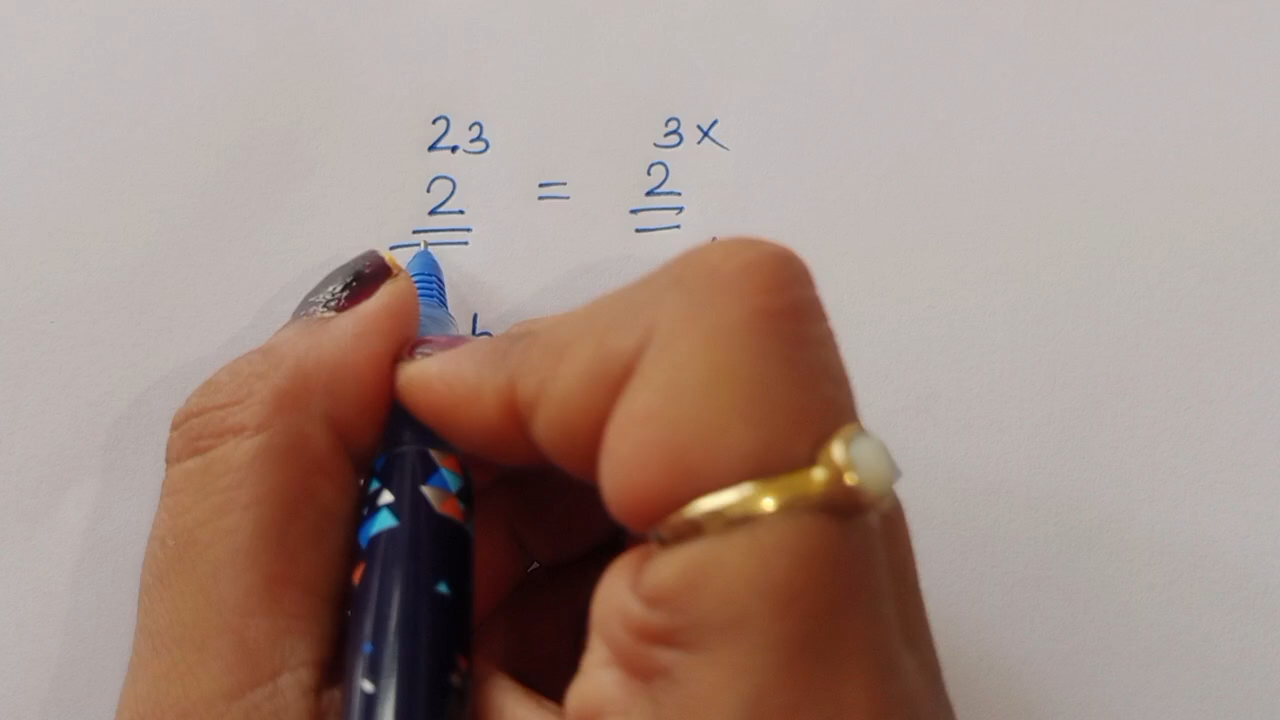 2.3 3x
2 = 2
b